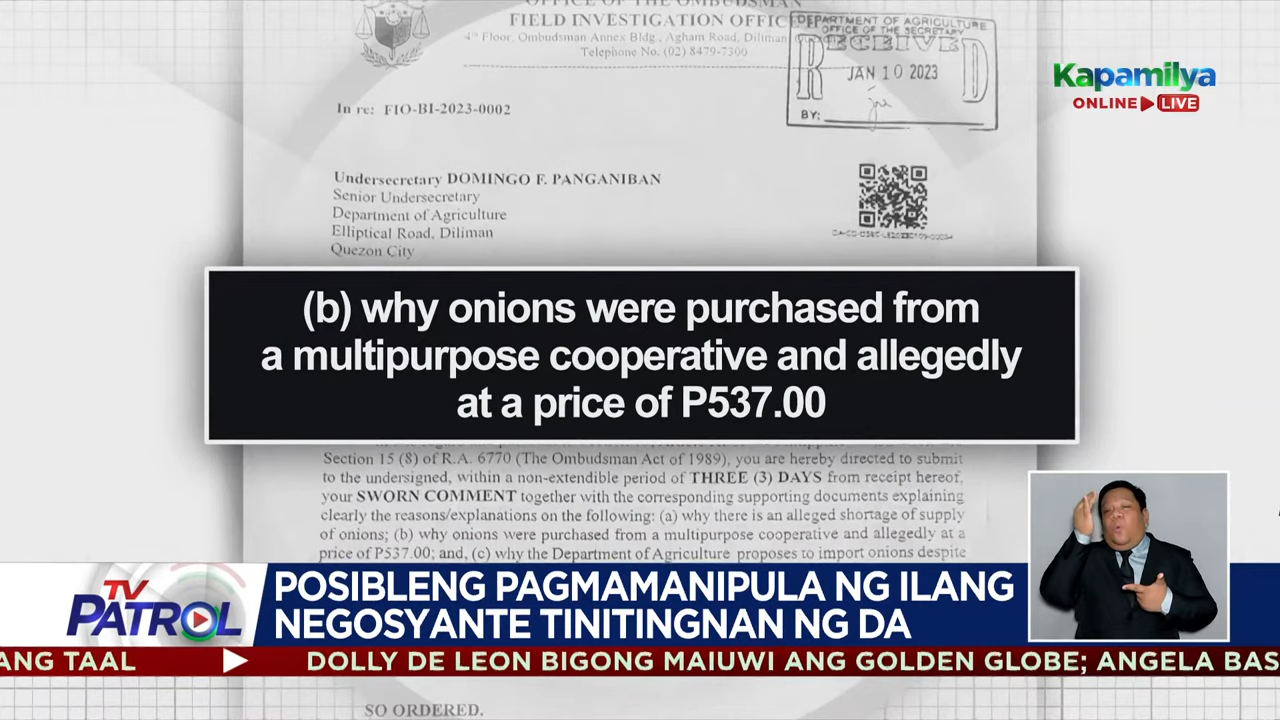 OFFICE OF THE OMBUDSMAN
FIELD INVESTIGATION OFFICE
4th Floor, Ombudsman Annex Bldg., Agham Road, Diliman
Telephone No. (02) 8479-7300
DEPARTMENT OF AGRICULTURE
OFFICE OF THE SECRETARY
RECEIVED
JAN 10 2023
BY:
Kapamilya
ONLINE LIVE
In re: FIO-BI-2023-0002
Undersecretary DOMINGO F. PANGANIBAN
Senior Undersecretary
Department of Agriculture
Elliptical Road, Diliman
Quezon City
(b) why onions were purchased from
a multipurpose cooperative and allegedly
at a price of P537.00
Section 15 (8) of R.A. 6770 (The Ombudsman Act of 1989), you are hereby directed to submit
to the undersigned, within a non-extendible period of THREE (3) DAYS from receipt hereof,
your SWORN COMMENT together with the corresponding supporting documents explaining
clearly the reasons/explanations on the following: (a) why there is an alleged shortage of supply
of onions; (b) why onions were purchased from a multipurpose cooperative and allegedly at a
price of P537.00; and, (c) why the Department of Agriculture proposes to import onions despite
TV PATROL
POSIBLENG PAGMAMANIPULA NG ILANG
NEGOSYANTE TINITINGNAN NG DA
ANG TAAL DOLLY DE LEON BIGONG MAIUWI ANG GOLDEN GLOBE; ANGELA BAS
SO ORDERED.